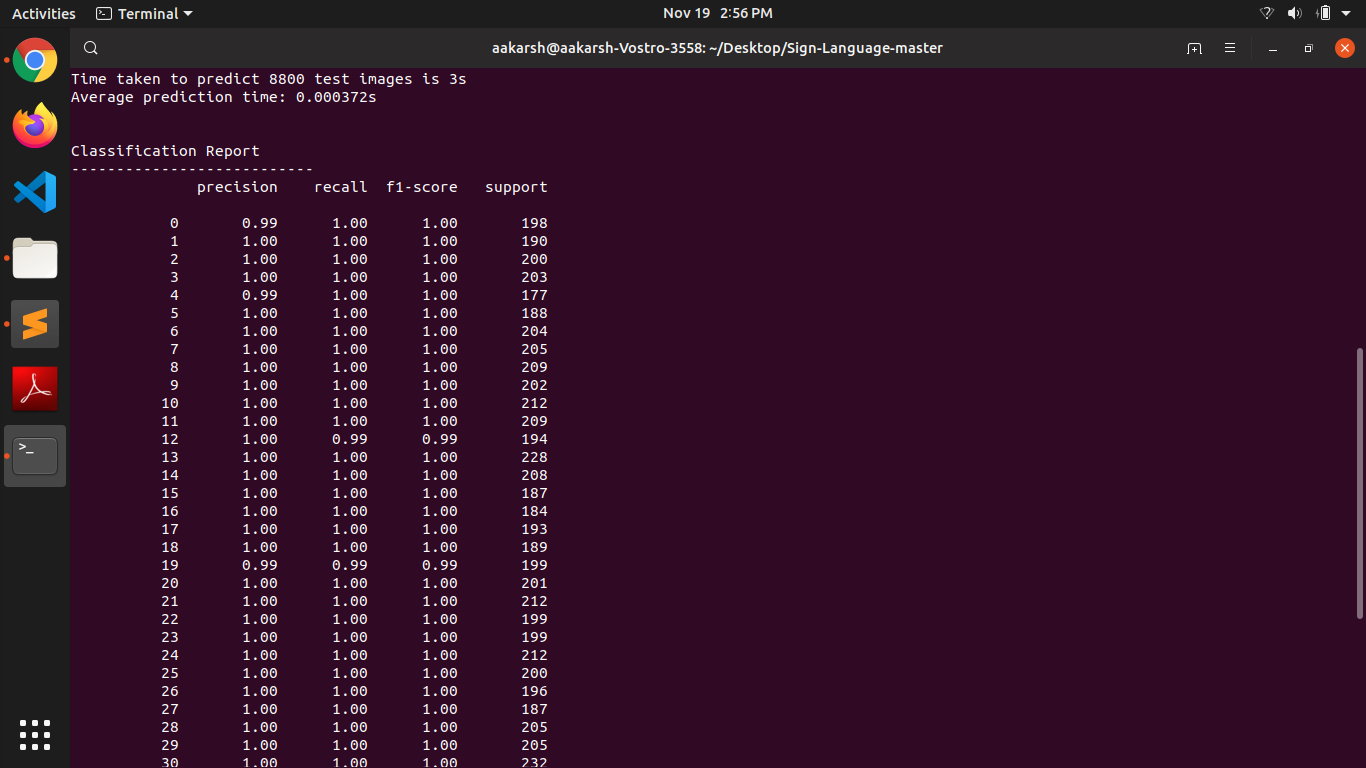 Activities Terminal Nov 19 2:56 PM
aakarsh@aakarsh-Vostro-3558: ~/Desktop/Sign-Language-master
Time taken to predict 8800 test images is 3s
Average prediction time: 0.000372s
Classification Report
---------------------------
precision recall f1-score support
0 0.99 1.00 1.00 198
1 1.00 1.00 1.00 190
2 1.00 1.00 1.00 200
3 1.00 1.00 1.00 203
4 0.99 1.00 1.00 177
5 1.00 1.00 1.00 188
6 1.00 1.00 1.00 204
7 1.00 1.00 1.00 205
8 1.00 1.00 1.00 209
9 1.00 1.00 1.00 202
10 1.00 1.00 1.00 212
11 1.00 1.00 1.00 209
12 1.00 0.99 0.99 194
13 1.00 1.00 1.00 228
14 1.00 1.00 1.00 208
15 1.00 1.00 1.00 187
16 1.00 1.00 1.00 184
17 1.00 1.00 1.00 193
18 1.00 1.00 1.00 189
19 0.99 0.99 0.99 199
20 1.00 1.00 1.00 201
21 1.00 1.00 1.00 212
22 1.00 1.00 1.00 199
23 1.00 1.00 1.00 199
24 1.00 1.00 1.00 212
25 1.00 1.00 1.00 200
26 1.00 1.00 1.00 196
27 1.00 1.00 1.00 187
28 1.00 1.00 1.00 205
29 1.00 1.00 1.00 205
30 1.00 1.00 1.00 232